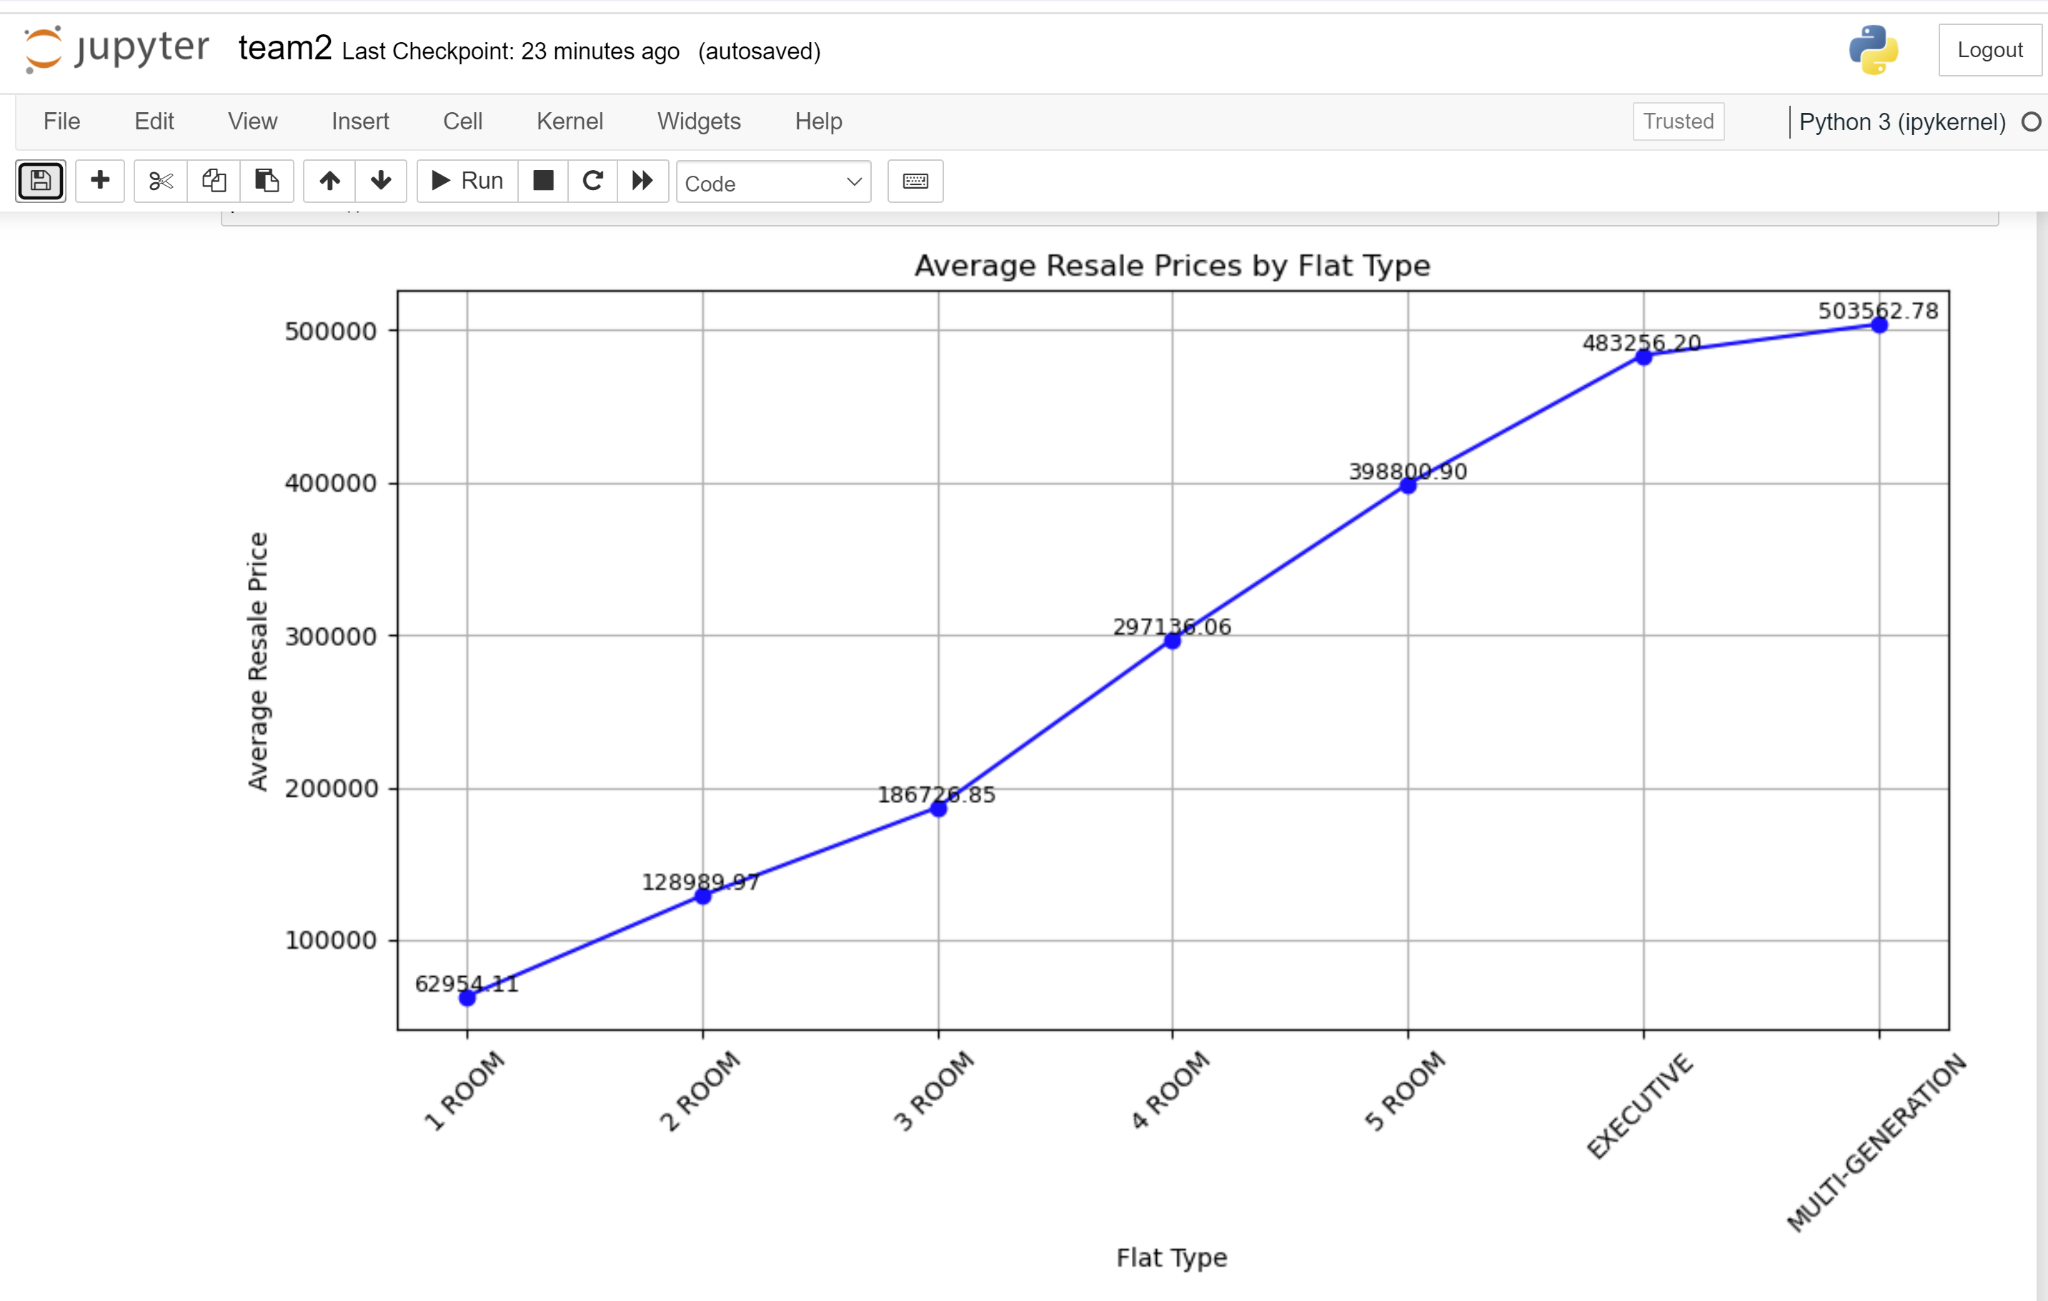 jupyter team2 Last Checkpoint: 23 minutes ago (autosaved) Logout
File Edit View Insert Cell Kernel Widgets Help Trusted Python 3 (ipykernel)
Run Code
Average Resale Prices by Flat Type
503562.78
500000
483256.20
398800.90
400000
297136.06
300000
186726.85
200000
128989.97
100000
62954.11
Average Resale Price
1 ROOM
2 ROOM
3 ROOM
4 ROOM
5 ROOM
EXECUTIVE
MULTI-GENERATION
Flat Type